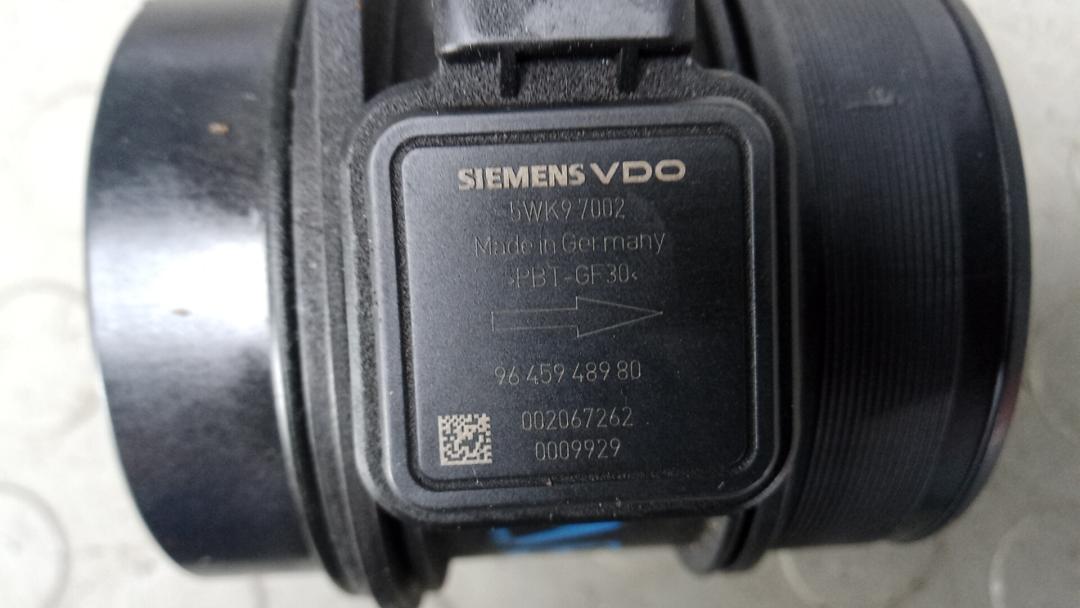 SIEMENS VDO
5WK9 7002
Made in Germany
>PBT-GF30<
96 459 489 80
002067262
0009929